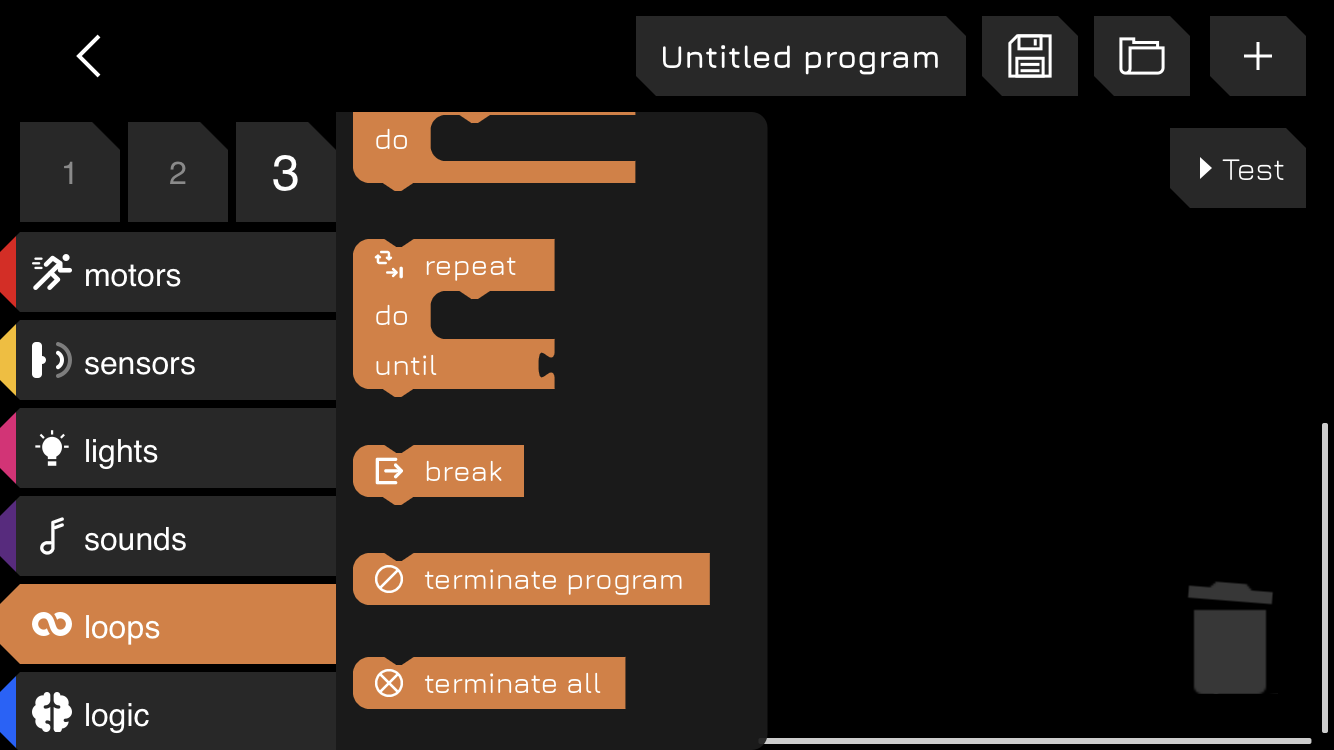 Untitled program
1
2
3
Test
motors
sensors
lights
sounds
loops
logic
do
repeat
do
until
break
terminate program
terminate all